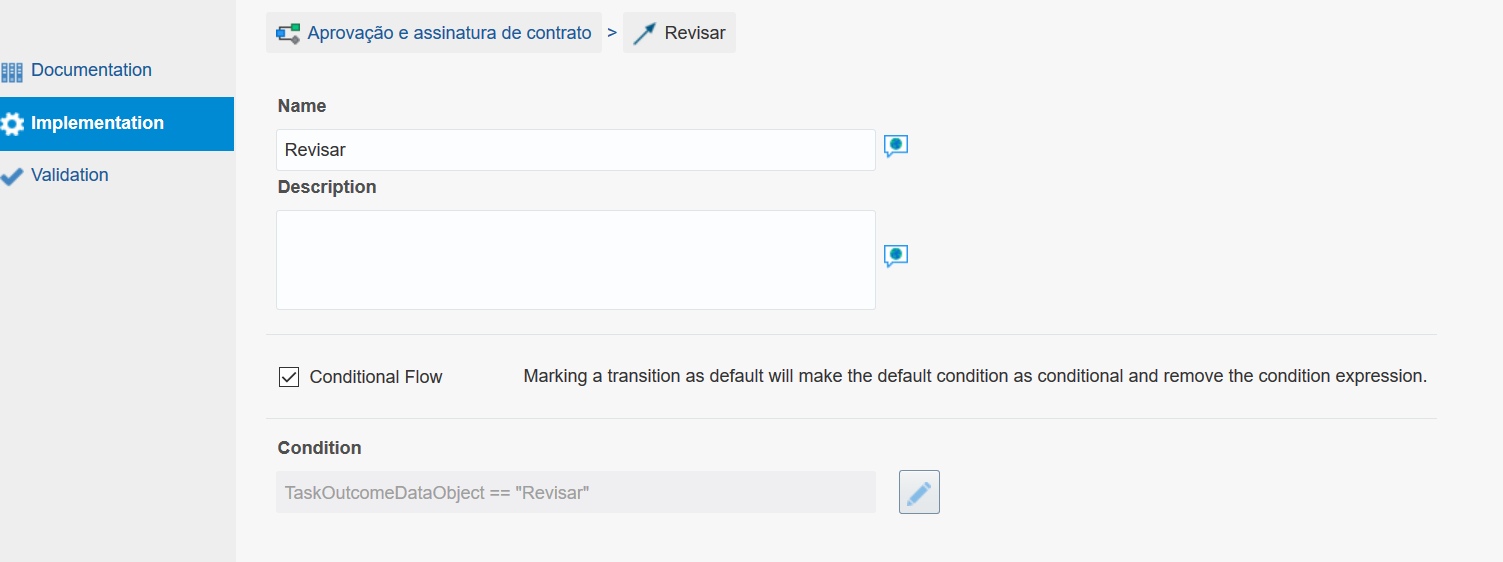 Aprovação e assinatura de contrato > Revisar
Documentation
Implementation
Validation
Name
Revisar
Description
Conditional Flow
Marking a transition as default will make the default condition as conditional and remove the condition expression.
Condition
TaskOutcomeDataObject == "Revisar"